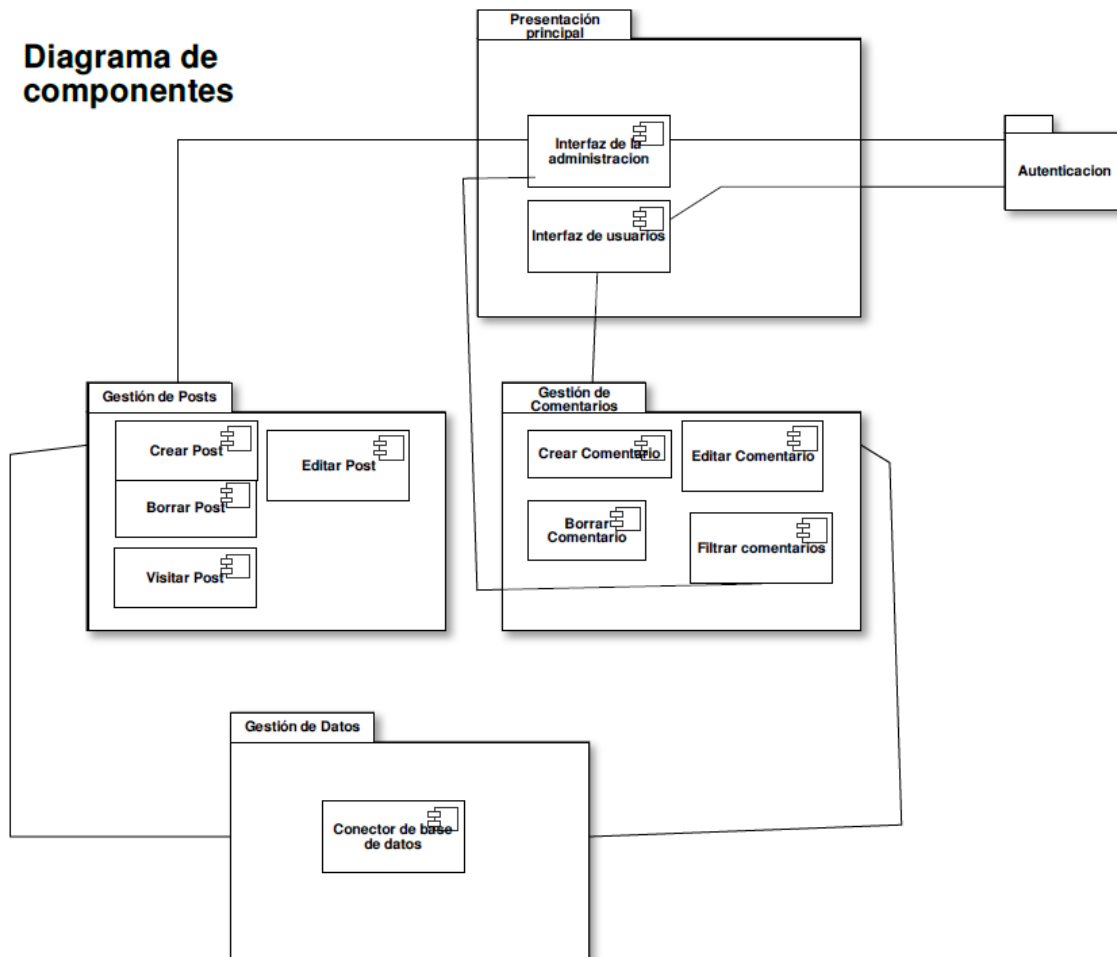 Diagrama de
componentes
Presentación
principal
Interfaz de la
administracion
Autenticacion
Interfaz de usuarios
Gestión de Posts
Crear Post
Editar Post
Borrar Post
Visitar Post
Gestión de
Comentarios
Crear Comentario
Editar Comentario
Borrar
Comentario
Filtrar comentarios
Gestión de Datos
Conector de base
de datos